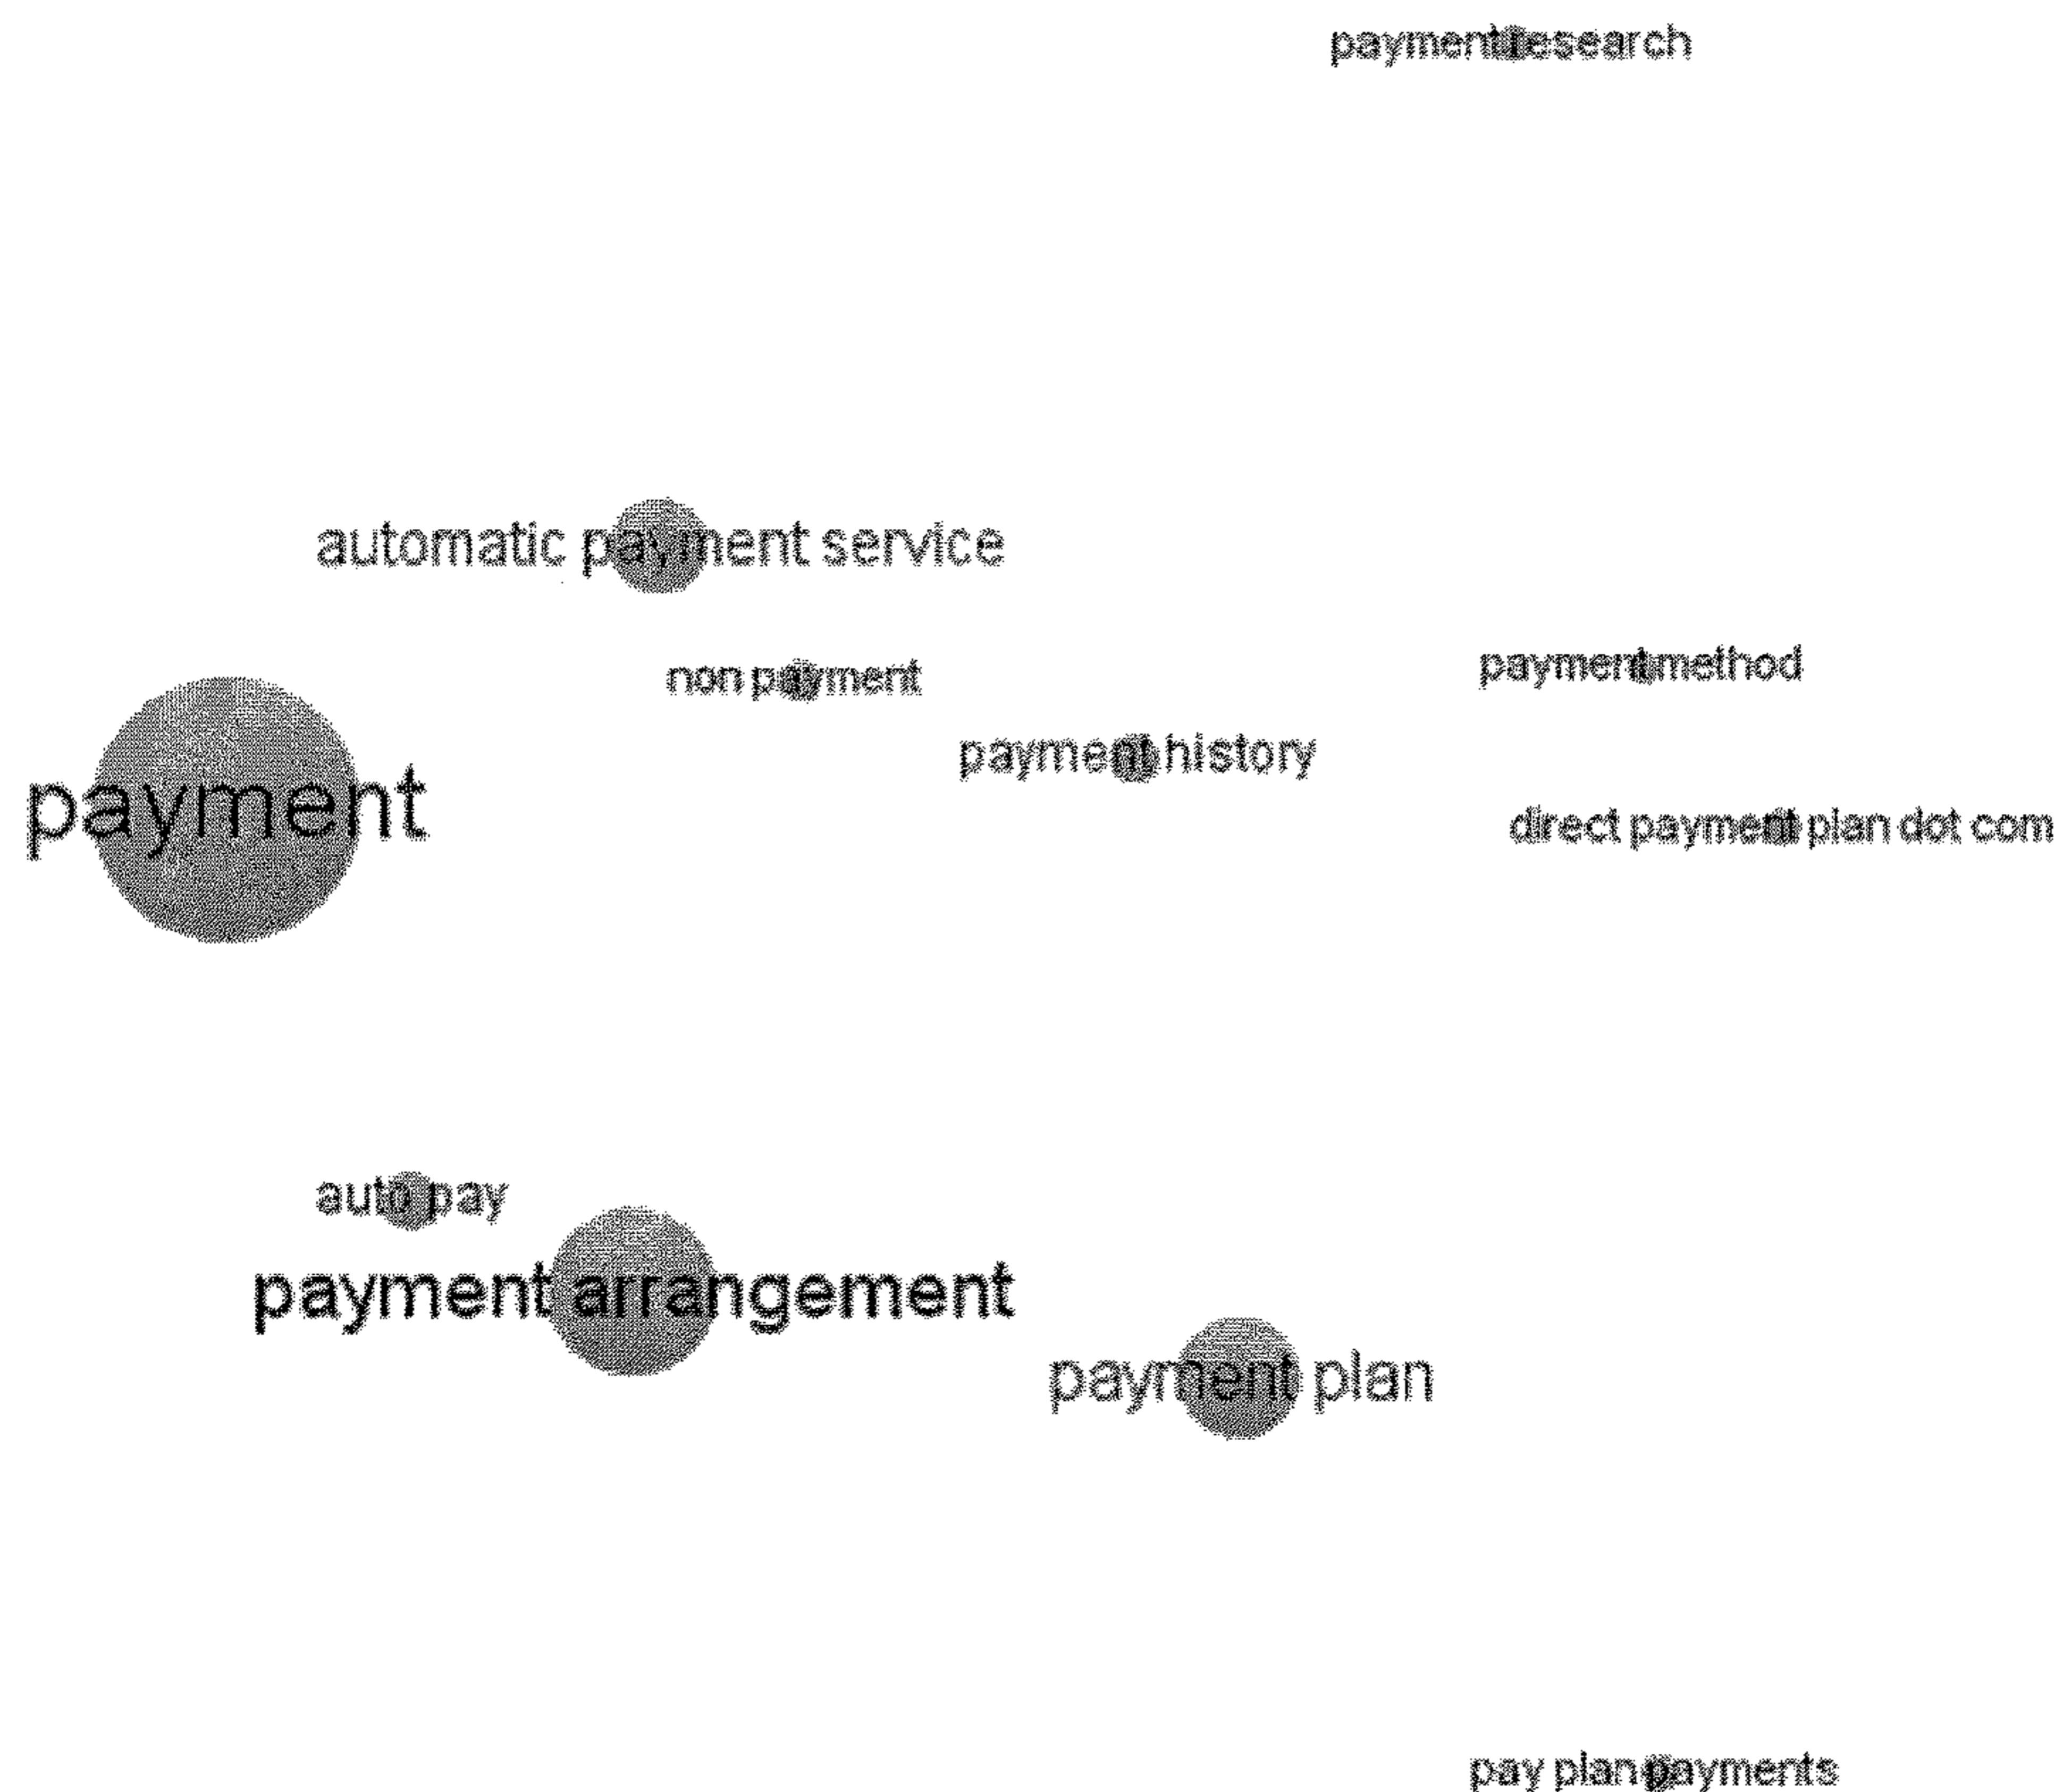 payment research
automatic payment service
non payment
payment method
payment history
payment
direct payment plan dot com
auto pay
payment arrangement
payment plan
pay plan payments